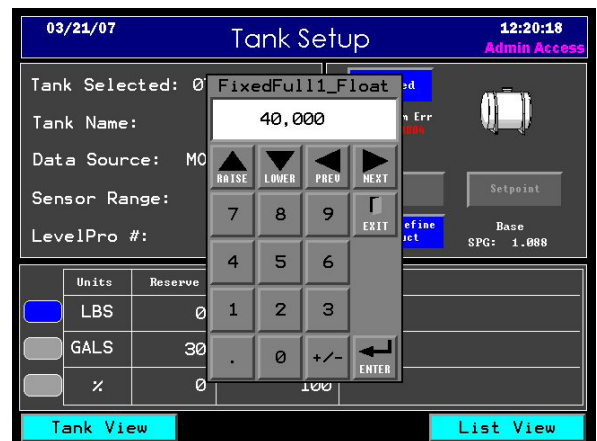 03/21/07
Tank Setup
12:20:18
Admin Access
Tank Selected:
FixedFull1_Float
Tank Name:
40,000
Data Source:
RAISE LOWER PREV NEXT
Sensor Range:
Setpoint
7 8 9 EXIT
LevelPro #:
Base
SPG: 1.088
4 5 6
Units Reserve
LBS 0
1 2 3
GALS 30
. 0 +/- ENTER
% 0 100
Tank View
List View